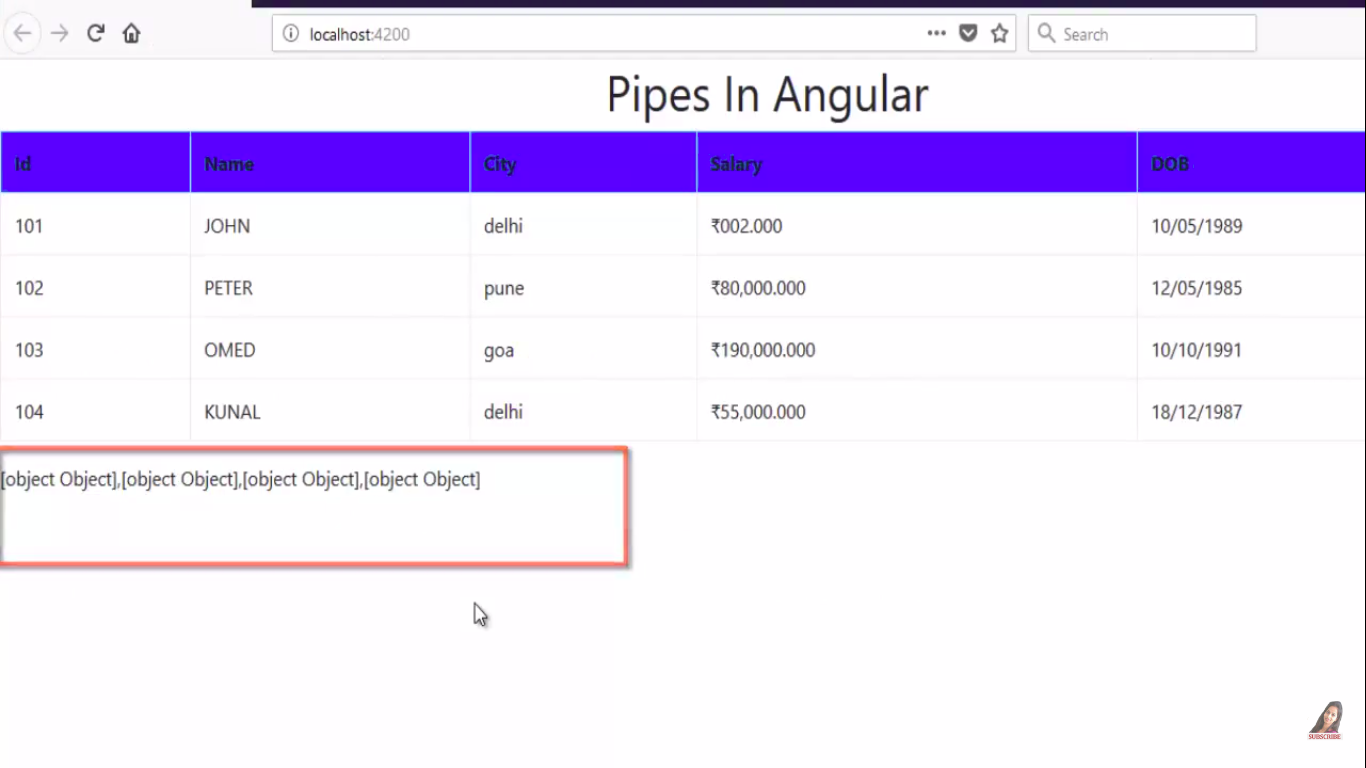 localhost:4200
Search
Pipes In Angular
Id Name City Salary DOB
101 JOHN delhi ₹002.000 10/05/1989
102 PETER pune ₹80,000.000 12/05/1985
103 OMED goa ₹190,000.000 10/10/1991
104 KUNAL delhi ₹55,000.000 18/12/1987
[object Object],[object Object],[object Object],[object Object]
SUBSCRIBE